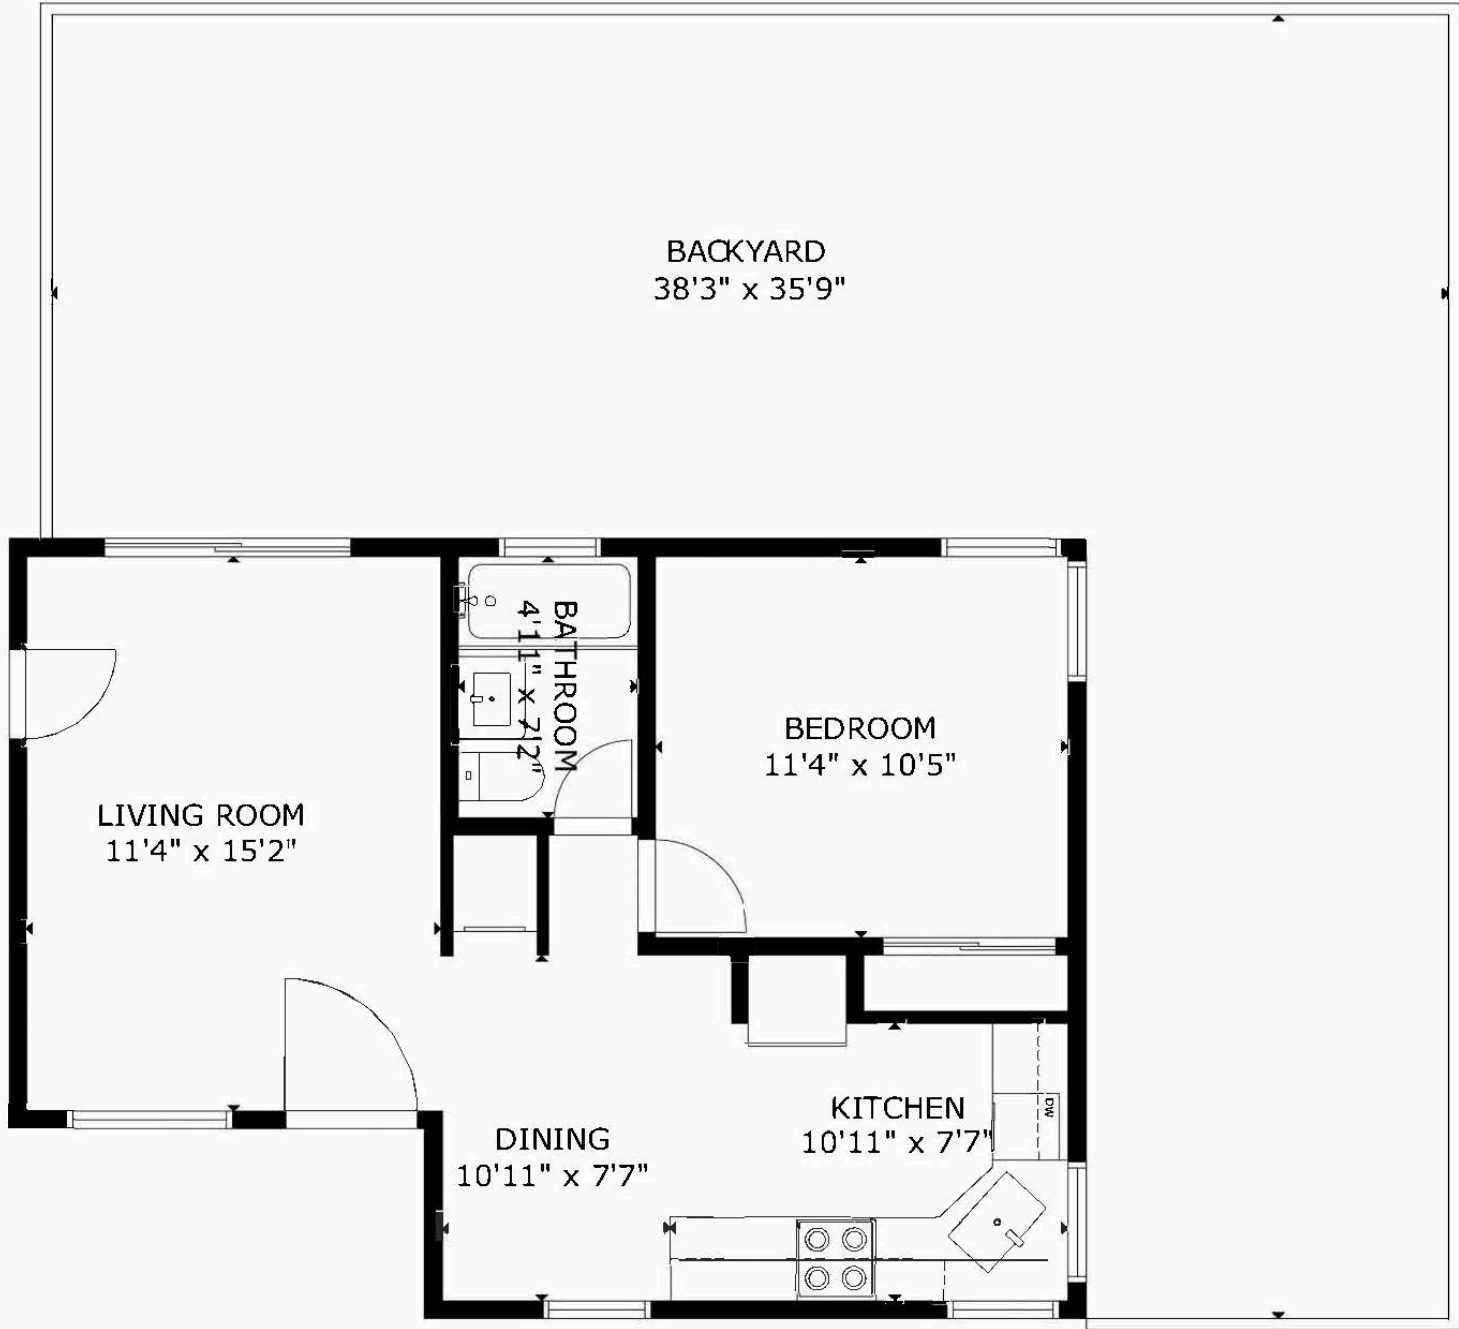 BACKYARD
38'3" x 35'9"
BATHROOM
4'11" x 7'2"
BEDROOM
11'4" x 10'5"
LIVING ROOM
11'4" x 15'2"
KITCHEN
10'11" x 7'7"
DW
DINING
10'11" x 7'7"